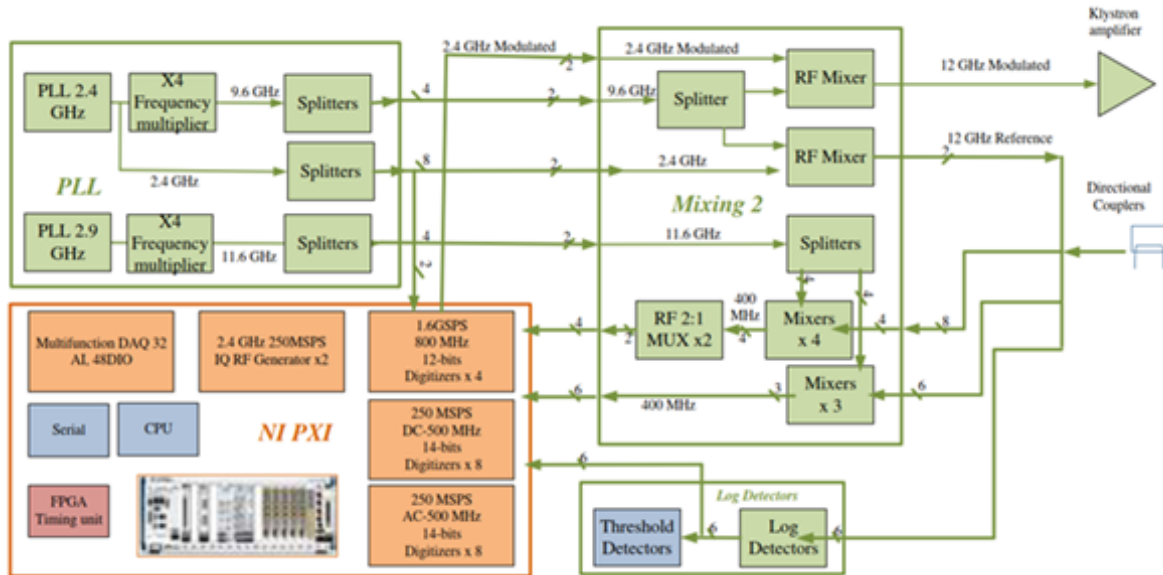 Klystron
amplifier
2.4 GHz Modulated
2
2.4 GHz Modulated
RF Mixer
12 GHz Modulated
PLL 2.4
GHz
X4
Frequency
multiplier
9.6 GHz
Splitters
4
2
9.6 GHz
Splitter
12 GHz Reference
2
RF Mixer
Splitters
8
2
2.4 GHz
2.4 GHz
PLL
Mixing 2
Directional
Couplers
PLL 2.9
GHz
X4
Frequency
multiplier
11.6 GHz
Splitters
4
2
11.6 GHz
Splitters
2
4
4
Multifunction DAQ 32
AI, 48DIO
2.4 GHz 250MSPS
IQ RF Generator x2
1.6GSPS
800 MHz
12-bits
Digitizers x 4
4
2
RF 2:1
MUX x2
400
MHz
4
Mixers
x 4
4
8
6
3
400 MHz
Mixers
x 3
6
Serial
CPU
NI PXI
250 MSPS
DC-500 MHz
14-bits
Digitizers x 8
6
FPGA
Timing unit
250 MSPS
AC-500 MHz
14-bits
Digitizers x 8
Log Detectors
Threshold
Detectors
6
Log
Detectors
6